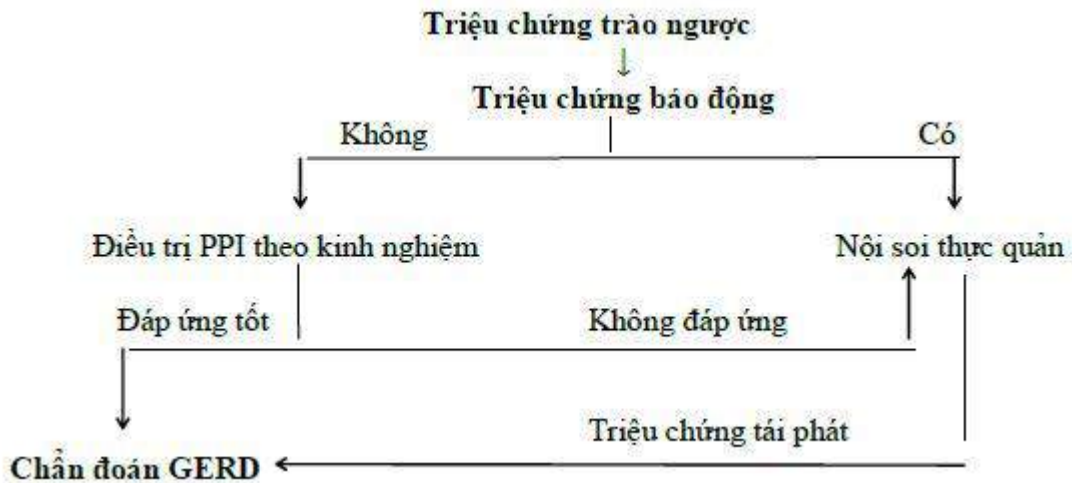 Triệu chứng trào ngược
Triệu chứng báo động
Không
Có
Điều trị PPI theo kinh nghiệm
Nội soi thực quản
Đáp ứng tốt
Không đáp ứng
Triệu chứng tái phát
Chẩn đoán GERD